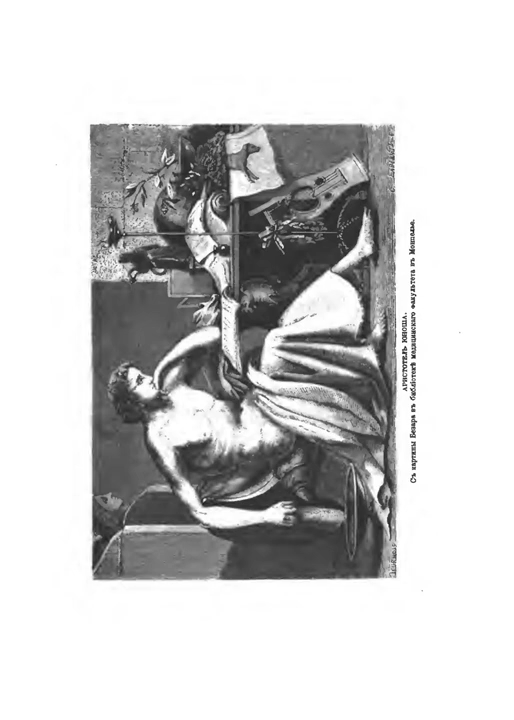 АРИСТОТЕЛЬ ЮНОША.
Съ картины Безара въ библіотекѣ медицинскаго факультета въ Монпелье.